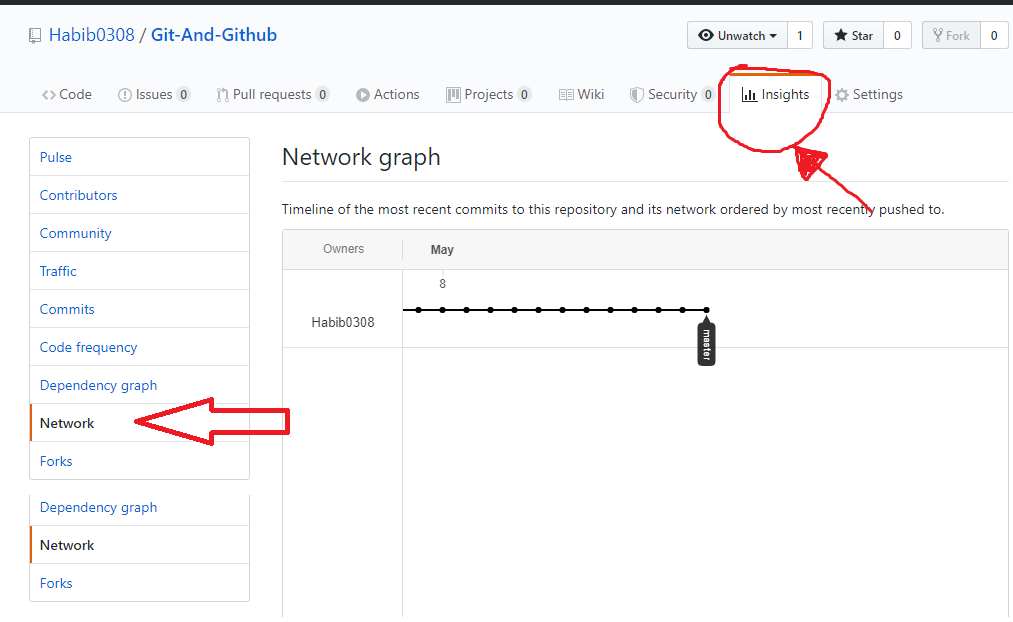 Habib0308 / Git-And-Github
Unwatch 1 Star 0 Fork 0
Code Issues 0 Pull requests 0 Actions Projects 0 Wiki Security 0 Insights Settings
Pulse
Contributors
Community
Traffic
Commits
Code frequency
Dependency graph
Network
Forks
Dependency graph
Network
Forks
Network graph
Timeline of the most recent commits to this repository and its network ordered by most recently pushed to.
Owners May
8
Habib0308
master